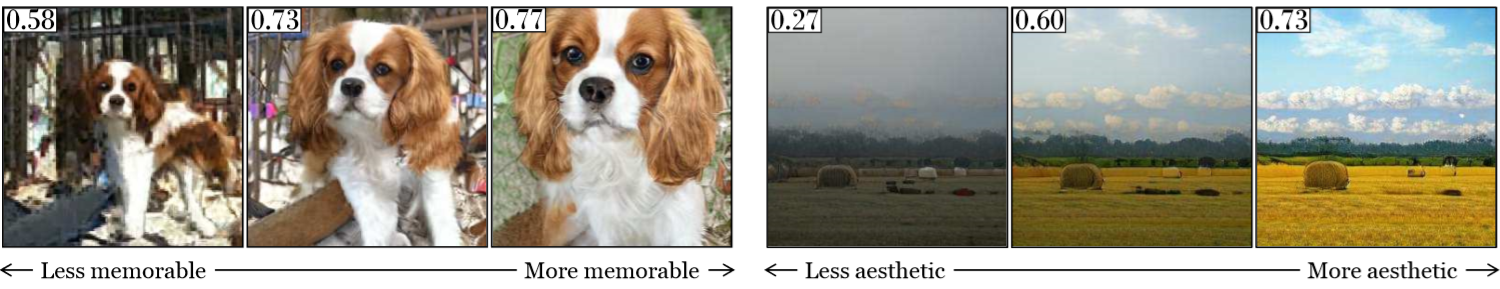 0.58 0.73 0.77 0.27 0.60 0.73
← Less memorable More memorable → ← Less aesthetic More aesthetic →